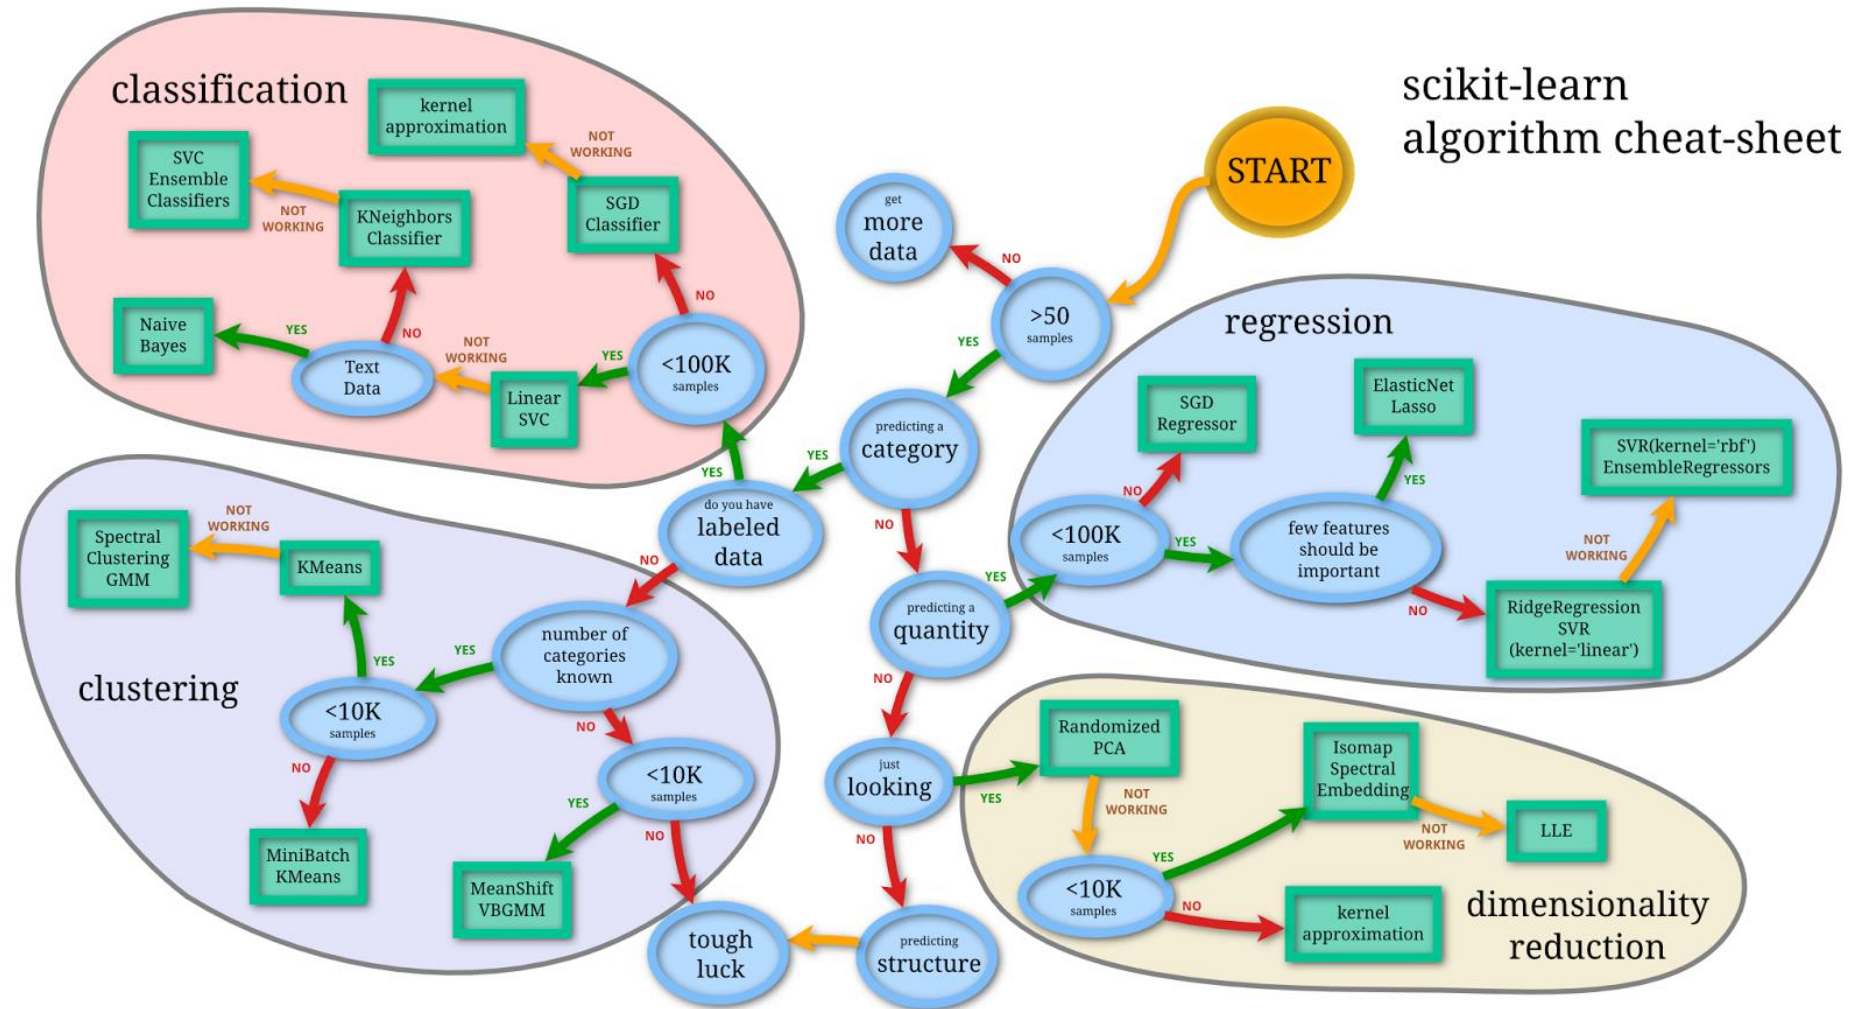 scikit-learn
algorithm cheat-sheet
START
classification
kernel
approximation
NOT
WORKING
SVC
Ensemble
Classifiers
NOT
WORKING
KNeighbors
Classifier
SGD
Classifier
NO
Naive
Bayes
YES
NO
Text
Data
NOT
WORKING
Linear
SVC
YES
<100K
samples
YES
get
more
data
NO
>50
samples
YES
predicting a
category
YES
NO
do you have
labeled
data
NO
predicting a
quantity
YES
NO
just
looking
YES
NO
predicting
structure
tough
luck
regression
SGD
Regressor
ElasticNet
Lasso
SVR(kernel='rbf')
EnsembleRegressors
NO
YES
<100K
samples
YES
few features
should be
important
NOT
WORKING
NO
RidgeRegression
SVR
(kernel='linear')
clustering
Spectral
Clustering
GMM
NOT
WORKING
KMeans
number of
categories
known
YES
YES
NO
<10K
samples
NO
<10K
samples
YES
NO
MiniBatch
KMeans
MeanShift
VBGMM
Randomized
PCA
NOT
WORKING
Isomap
Spectral
Embedding
NOT
WORKING
LLE
YES
<10K
samples
NO
kernel
approximation
dimensionality
reduction